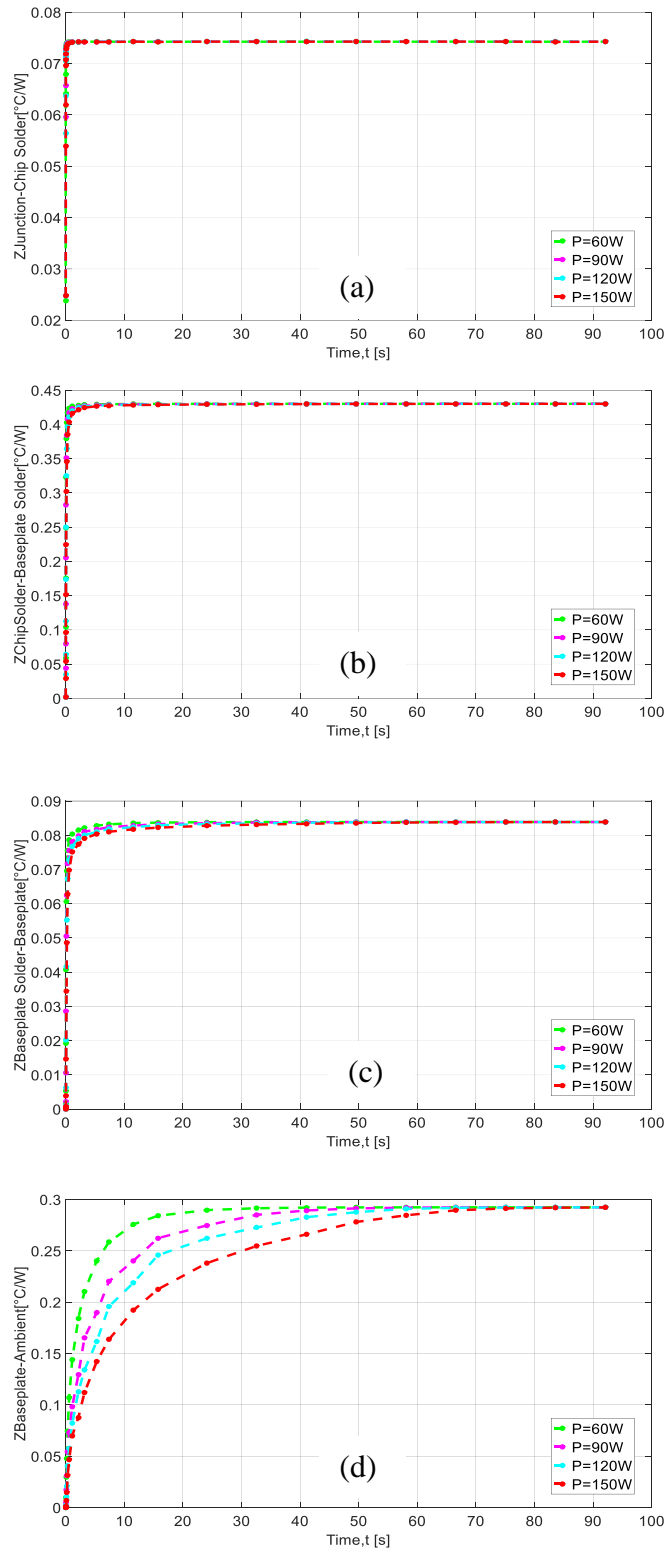 0.08
0.07
0.06
0.05
0.04
0.03
0.02
ZJunction-Chip Solder[°C/W]
P=60W
P=90W
P=120W
P=150W
(a)
0 10 20 30 40 50 60 70 80 90 100
Time,t [s]
0.45
0.4
0.35
0.3
0.25
0.2
0.15
0.1
0.05
0
ZChipSolder-Baseplate Solder[°C/W]
P=60W
P=90W
P=120W
P=150W
(b)
0 10 20 30 40 50 60 70 80 90 100
Time,t [s]
0.09
0.08
0.07
0.06
0.05
0.04
0.03
0.02
0.01
0
ZBaseplate Solder-Baseplate[°C/W]
P=60W
P=90W
P=120W
P=150W
(c)
0 10 20 30 40 50 60 70 80 90 100
Time,t [s]
0.3
0.25
0.2
0.15
0.1
0.05
0
ZBaseplate-Ambient[°C/W]
P=60W
P=90W
P=120W
P=150W
(d)
0 10 20 30 40 50 60 70 80 90 100
Time,t [s]